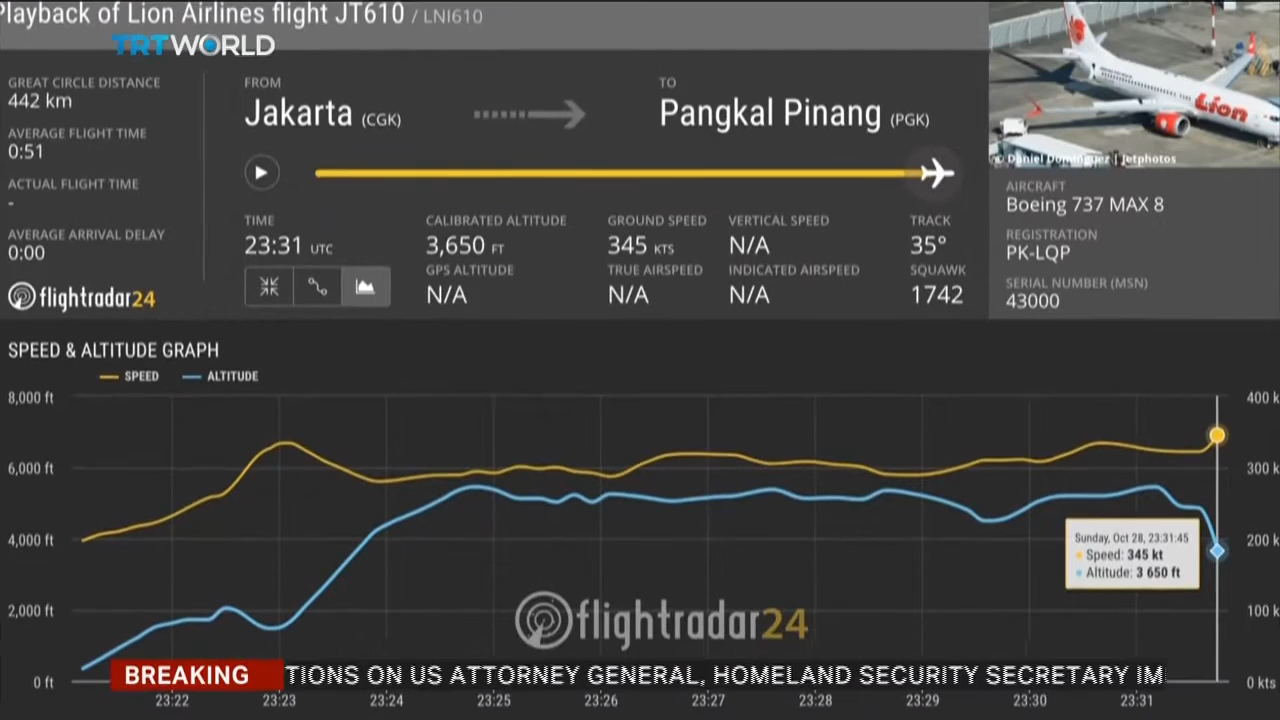 Playback of Lion Airlines flight JT610 / LNI610
TRT WORLD
GREAT CIRCLE DISTANCE
442 km
AVERAGE FLIGHT TIME
0:51
ACTUAL FLIGHT TIME
-
AVERAGE ARRIVAL DELAY
0:00
flightradar24
FROM
Jakarta (CGK)
TO
Pangkal Pinang (PGK)
TIME
23:31 UTC
CALIBRATED ALTITUDE
3,650 FT
GPS ALTITUDE
N/A
GROUND SPEED
345 KTS
TRUE AIRSPEED
N/A
VERTICAL SPEED
N/A
INDICATED AIRSPEED
N/A
TRACK
35°
SQUAWK
1742
Lion
© Daniel Dominguez | Jetphotos
AIRCRAFT
Boeing 737 MAX 8
REGISTRATION
PK-LQP
SERIAL NUMBER (MSN)
43000
SPEED & ALTITUDE GRAPH
SPEED ALTITUDE
8,000 ft
6,000 ft
4,000 ft
2,000 ft
0 ft
400 k
300 k
200 k
100 k
0 kts
Sunday, Oct 28, 23:31:45
Speed: 345 kt
Altitude: 3 650 ft
flightradar24
BREAKING TIONS ON US ATTORNEY GENERAL, HOMELAND SECURITY SECRETARY IM
23:22 23:23 23:24 23:25 23:26 23:27 23:28 23:29 23:30 23:31